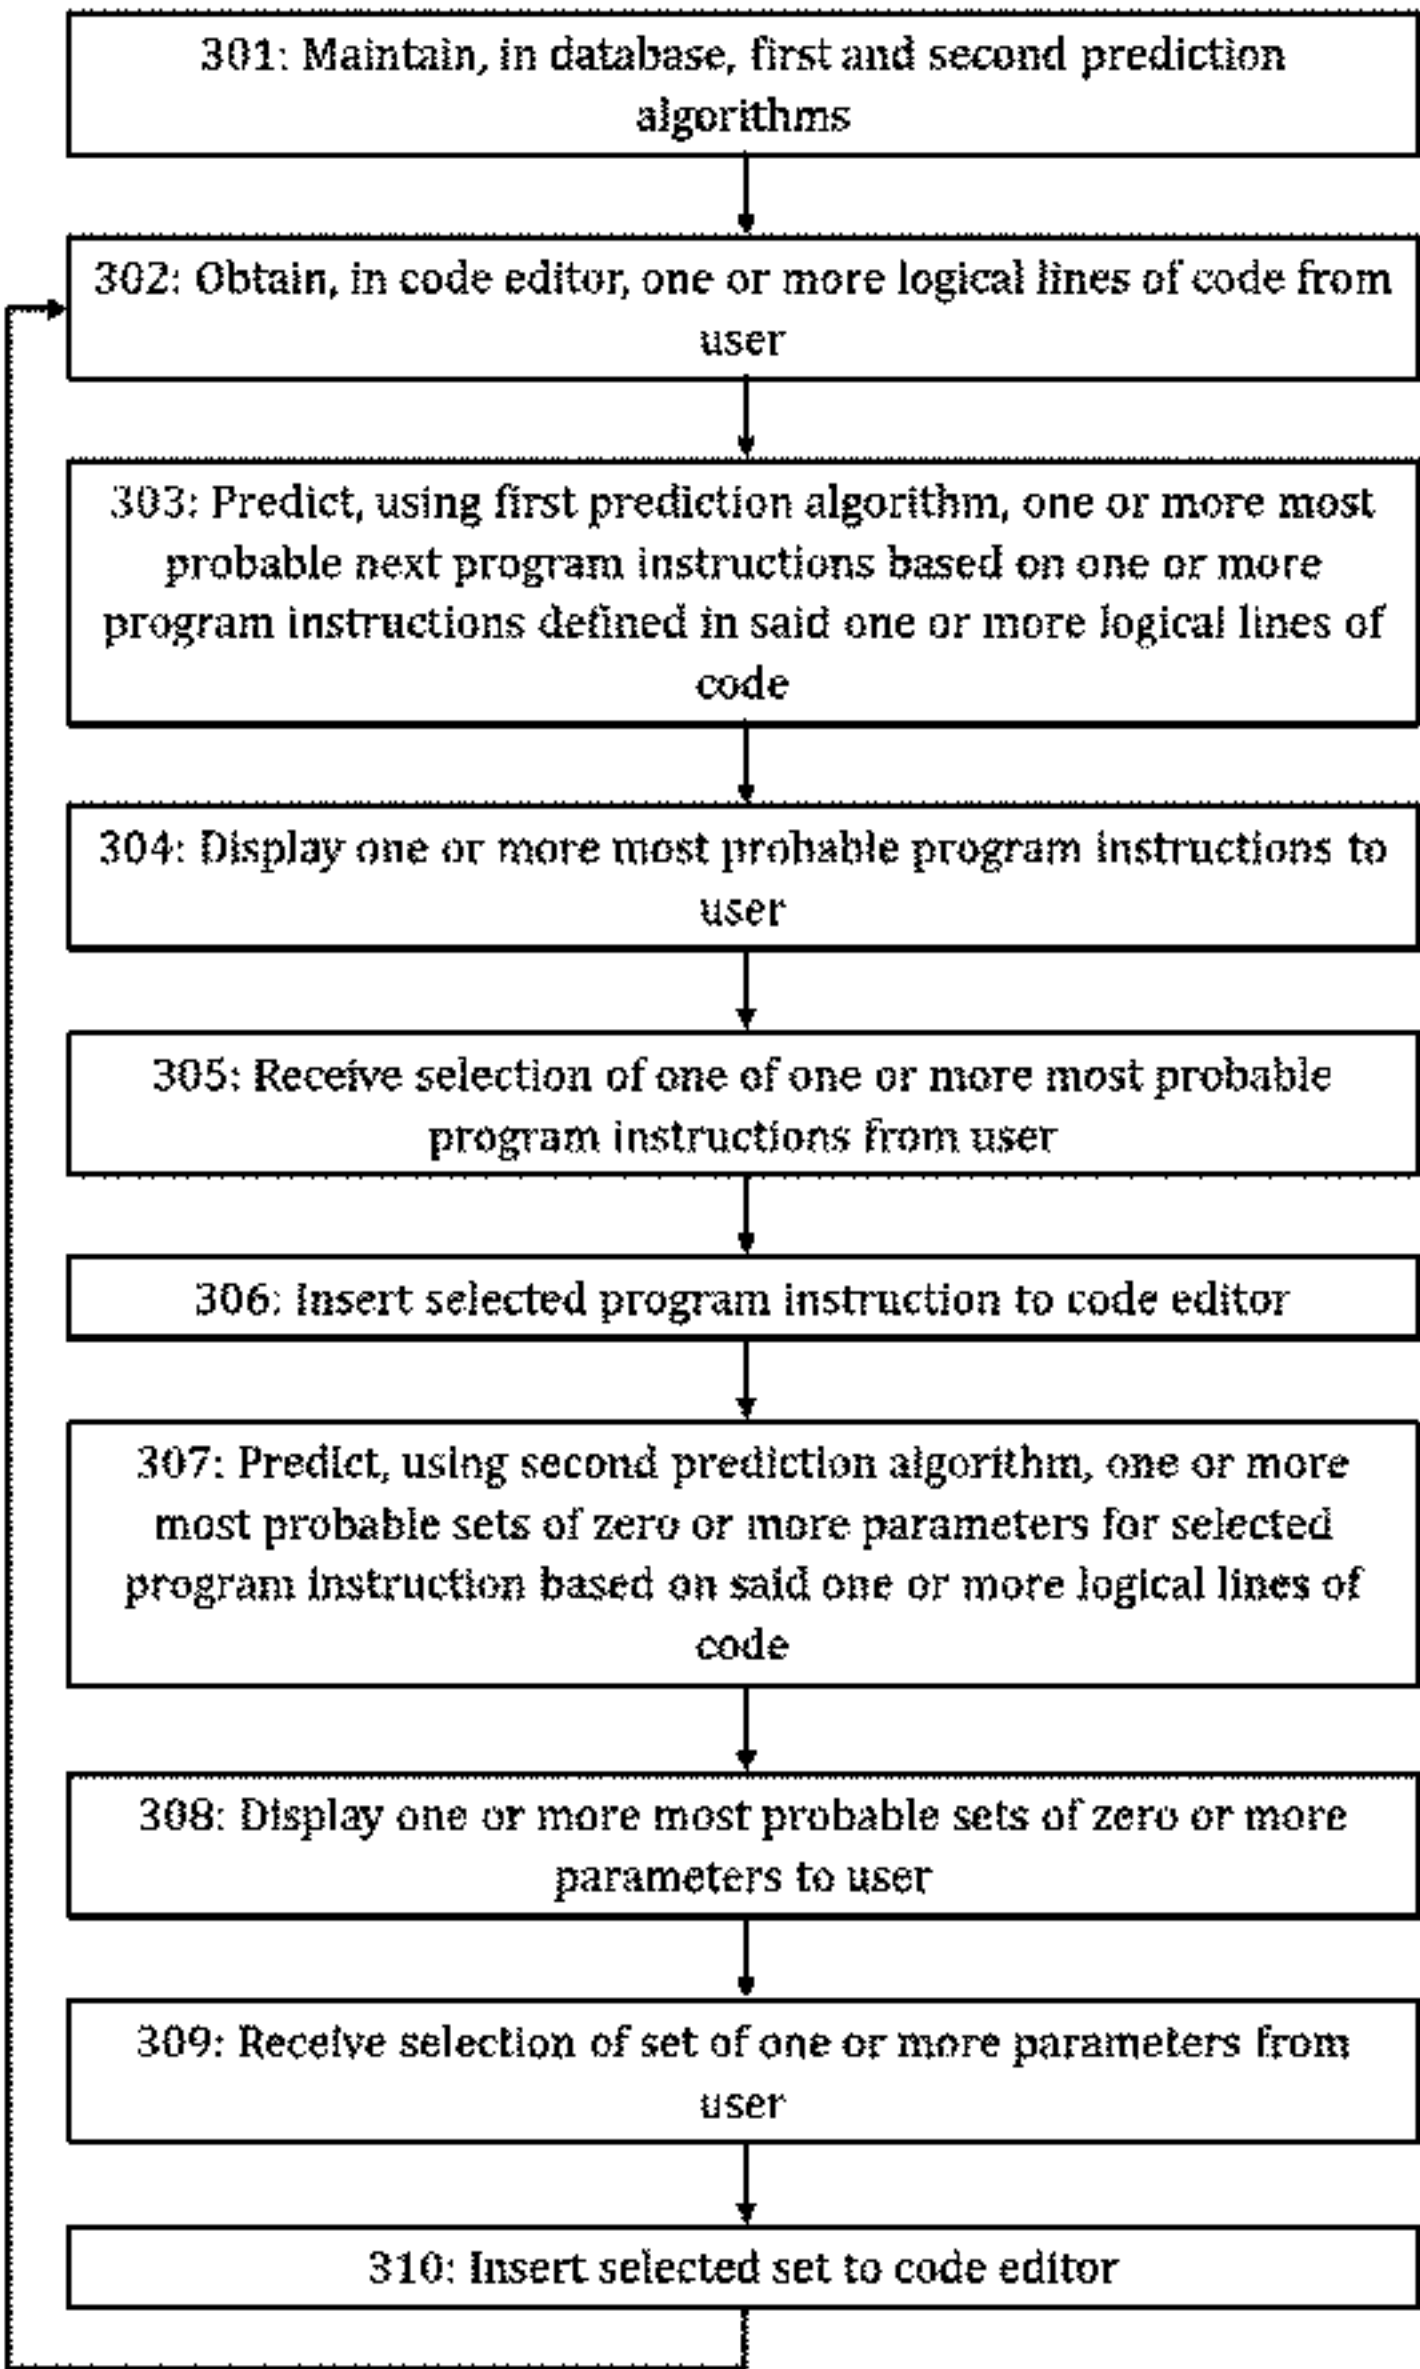 301: Maintain, in database, first and second prediction
algorithms
302: Obtain, in code editor, one or more logical lines of code from
user
303: Predict, using first prediction algorithm, one or more most
probable next program instructions based on one or more
program instructions defined in said one or more logical lines of
code
304: Display one or more most probable program instructions to
user
305: Receive selection of one of one or more most probable
program instructions from user
306: Insert selected program instruction to code editor
307: Predict, using second prediction algorithm, one or more
most probable sets of zero or more parameters for selected
program instruction based on said one or more logical lines of
code
308: Display one or more most probable sets of zero or more
parameters to user
309: Receive selection of set of one or more parameters from
user
310: Insert selected set to code editor